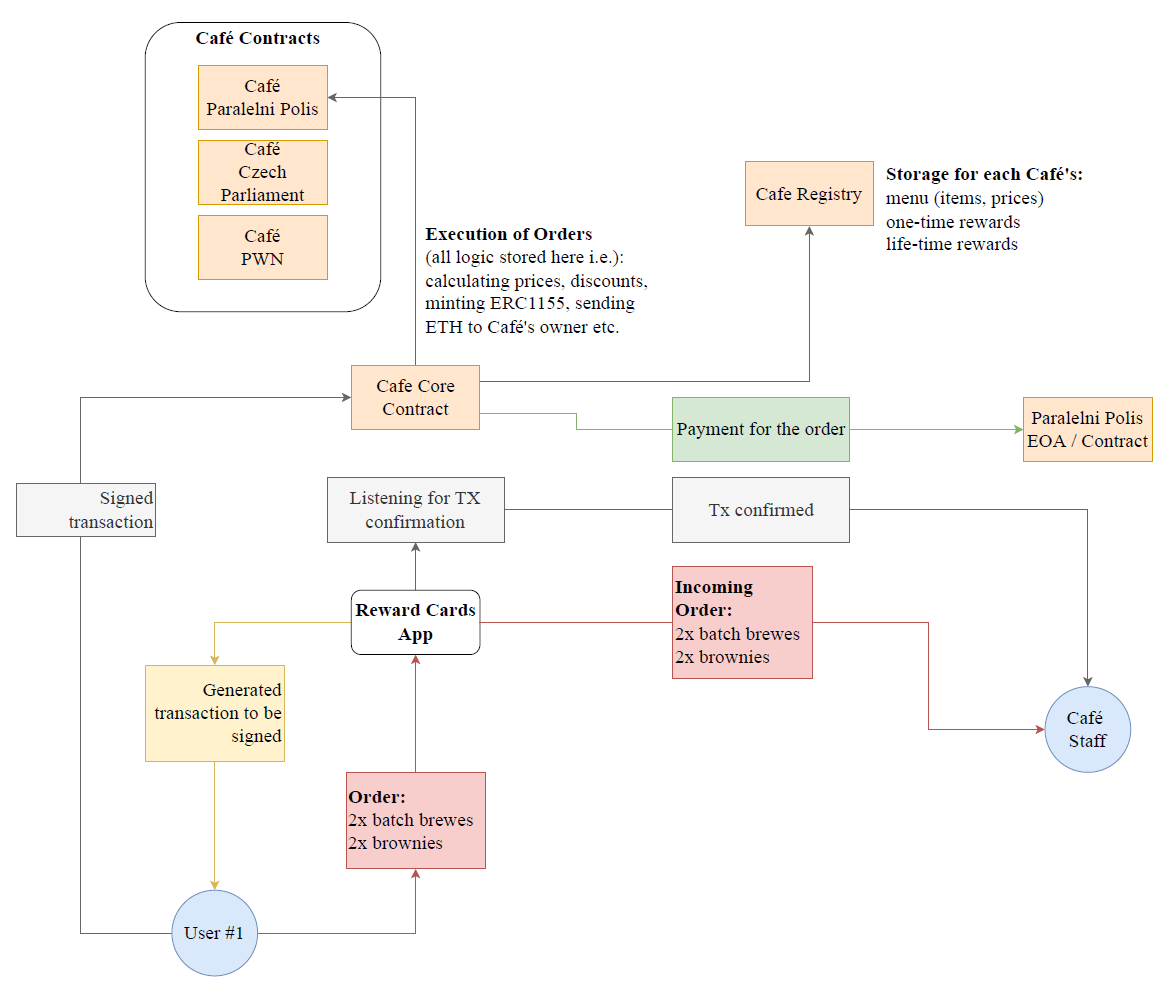 Café Contracts
Café
Paralelni Polis
Café
Czech
Parliament
Café
PWN
Cafe Registry
Storage for each Café's:
menu (items, prices)
one-time rewards
life-time rewards
Execution of Orders
(all logic stored here i.e.):
calculating prices, discounts,
minting ERC1155, sending
ETH to Café's owner etc.
Cafe Core
Contract
Payment for the order
Paralelni Polis
EOA / Contract
Signed
transaction
Listening for TX
confirmation
Tx confirmed
Reward Cards
App
Incoming
Order:
2x batch brewes
2x brownies
Generated
transaction to be
signed
Café
Staff
Order:
2x batch brewes
2x brownies
User #1